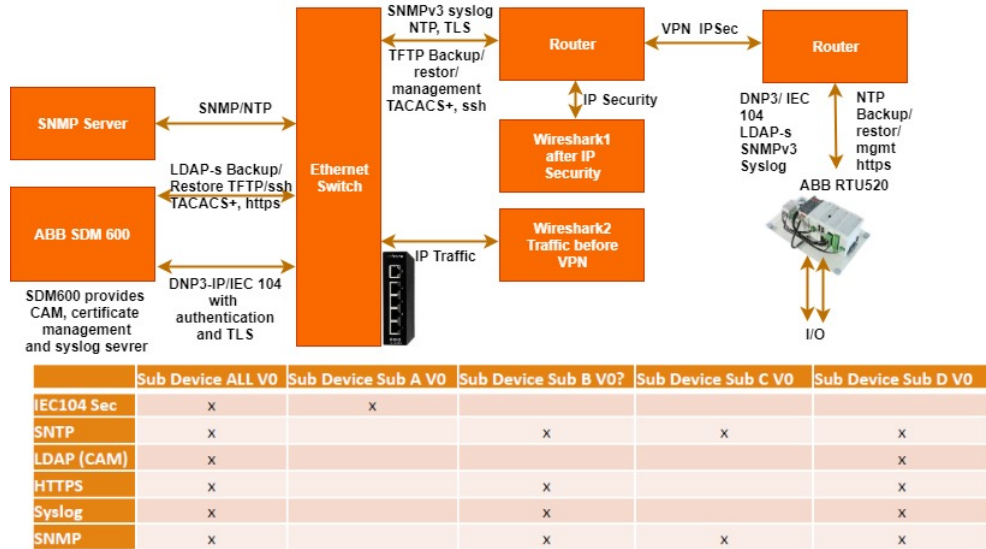 SNMPv3 syslog
NTP, TLS
TFTP Backup/
restor/
management
TACACS+, ssh
Router
VPN IPSec
Router
SNMP Server
SNMP/NTP
Ethernet
Switch
IP Security
Wireshark1
after IP
Security
DNP3/ IEC
104
LDAP-s
SNMPv3
Syslog
NTP
Backup/
restor/
mgmt
https
LDAP-s Backup/
Restore TFTP/ssh
TACACS+, https
ABB SDM 600
DNP3-IP/IEC 104
with
authentication
and TLS
SDM600 provides
CAM, certificate
management
and syslog sevrer
IP Traffic
Wireshark2
Traffic before
VPN
ABB RTU520
I/O
Sub Device ALL V0 Sub Device Sub A V0 Sub Device Sub B V0? Sub Device Sub C V0 Sub Device Sub D V0
IEC104 Sec x x
SNTP x x x x
LDAP (CAM) x x
HTTPS x x x
Syslog x x x
SNMP x x x x